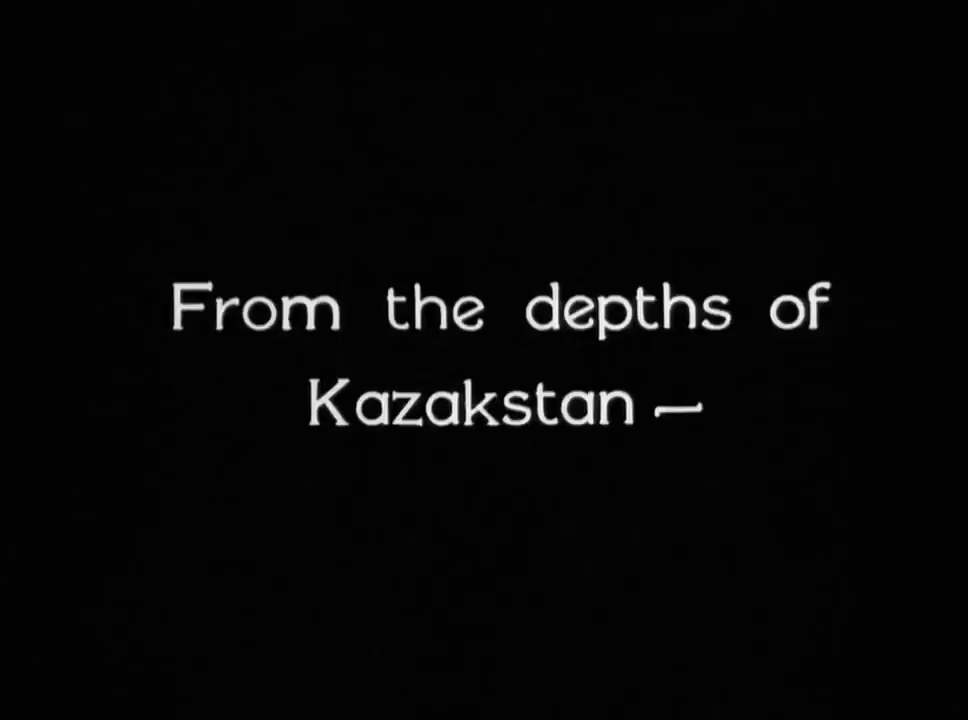 From the depths of
Kazakstan —